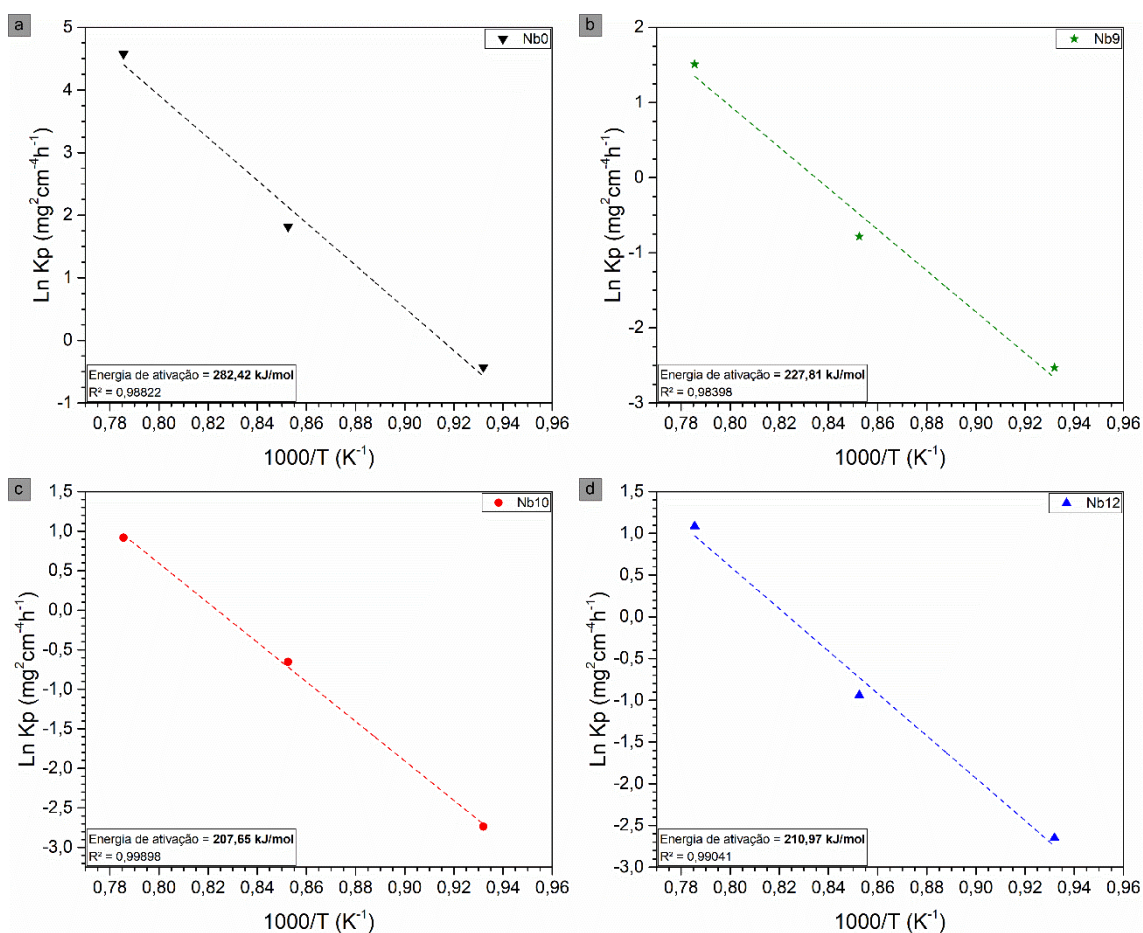 a
Nb0
5
4
3
2
1
0
-1
Ln Kp (mg²cm⁻⁴h⁻¹)
Energia de ativação = 282,42 kJ/mol
R² = 0,98822
0,78 0,80 0,82 0,84 0,86 0,88 0,90 0,92 0,94 0,96
1000/T (K⁻¹)
b
Nb9
2
1
0
-1
-2
-3
Ln Kp (mg²cm⁻⁴h⁻¹)
Energia de ativação = 227,81 kJ/mol
R² = 0,98398
0,78 0,80 0,82 0,84 0,86 0,88 0,90 0,92 0,94 0,96
1000/T (K⁻¹)
c
Nb10
1,5
1,0
0,5
0,0
-0,5
-1,0
-1,5
-2,0
-2,5
-3,0
Ln Kp (mg²cm⁻⁴h⁻¹)
Energia de ativação = 207,65 kJ/mol
R² = 0,99898
0,78 0,80 0,82 0,84 0,86 0,88 0,90 0,92 0,94 0,96
1000/T (K⁻¹)
d
Nb12
1,5
1,0
0,5
0,0
-0,5
-1,0
-1,5
-2,0
-2,5
-3,0
Ln Kp (mg²cm⁻⁴h⁻¹)
Energia de ativação = 210,97 kJ/mol
R² = 0,99041
0,78 0,80 0,82 0,84 0,86 0,88 0,90 0,92 0,94 0,96
1000/T (K⁻¹)